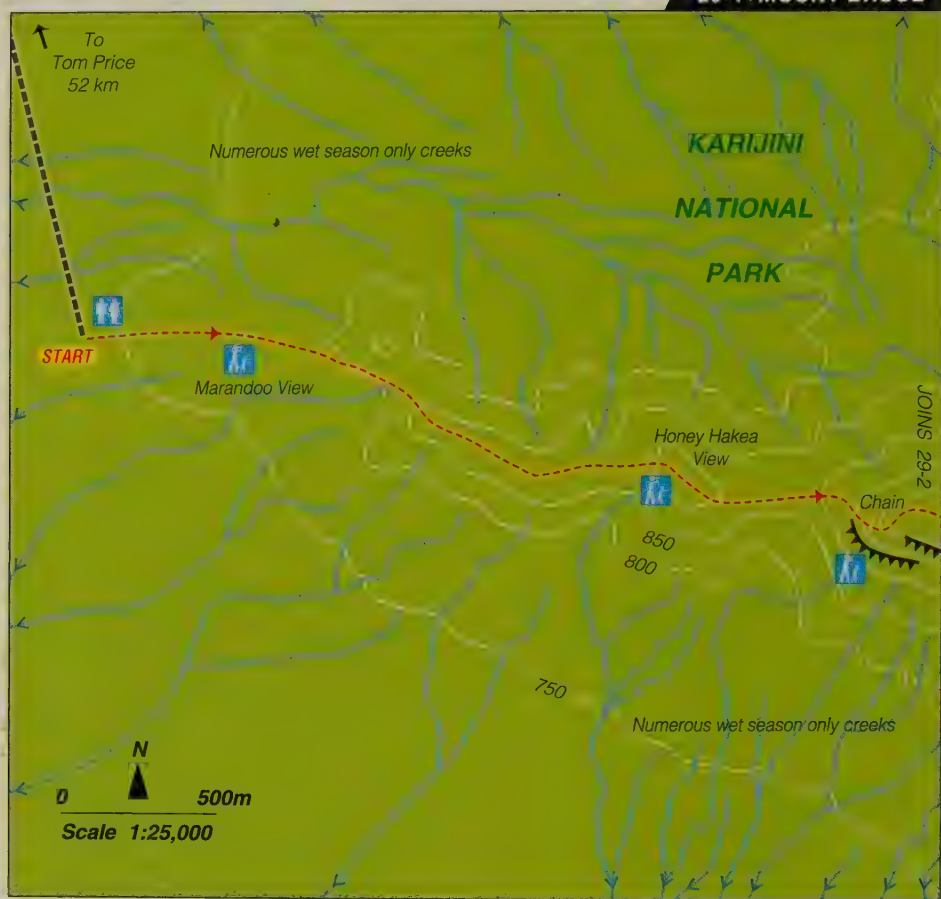 To
Tom Price
52 km
Numerous wet season only creeks
KARIJINI
NATIONAL
PARK
START
Marandoo View
JOINS 29-2
Honey Hakea
View
Chain
850
800
750
Numerous wet season only creeks
N
0 500m
Scale 1:25,000